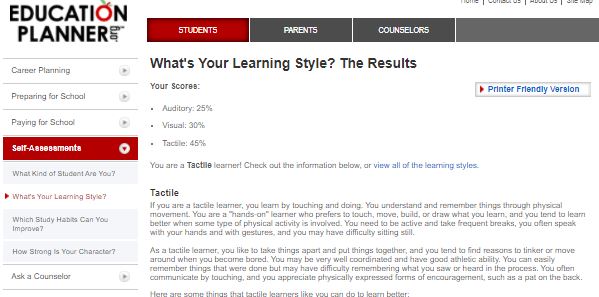 EDUCATION
PLANNER.org
Home | Contact Us | About Us | Site Map
STUDENTS
PARENTS
COUNSELORS
Career Planning
Preparing for School
Paying for School
Self-Assessments
What Kind of Student Are You?
What's Your Learning Style?
Which Study Habits Can You
Improve?
How Strong Is Your Character?
Ask a Counselor
What's Your Learning Style? The Results
Your Scores:
Printer Friendly Version
• Auditory: 25%
• Visual: 30%
• Tactile: 45%
You are a Tactile learner! Check out the information below, or view all of the learning styles.
Tactile
If you are a tactile learner, you learn by touching and doing. You understand and remember things through physical
movement. You are a "hands-on" learner who prefers to touch, move, build, or draw what you learn, and you tend to learn
better when some type of physical activity is involved. You need to be active and take frequent breaks, you often speak
with your hands and with gestures, and you may have difficulty sitting still.
As a tactile learner, you like to take things apart and put things together, and you tend to find reasons to tinker or move
around when you become bored. You may be very well coordinated and have good athletic ability. You can easily
remember things that were done but may have difficulty remembering what you saw or heard in the process. You often
communicate by touching, and you appreciate physically expressed forms of encouragement, such as a pat on the back.
Here are some things that tactile learners like you can do to learn better: